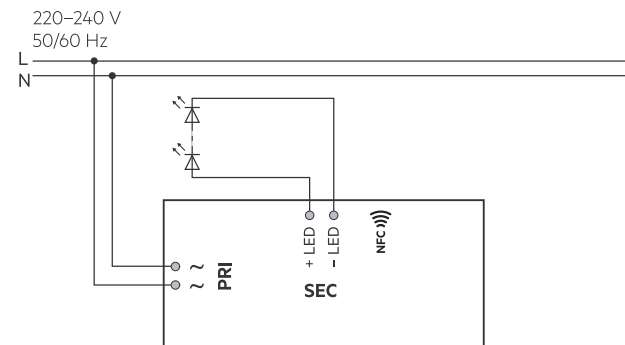 220–240 V
50/60 Hz
L
N
+ LED
– LED
NFC
SEC
~
~
PRI